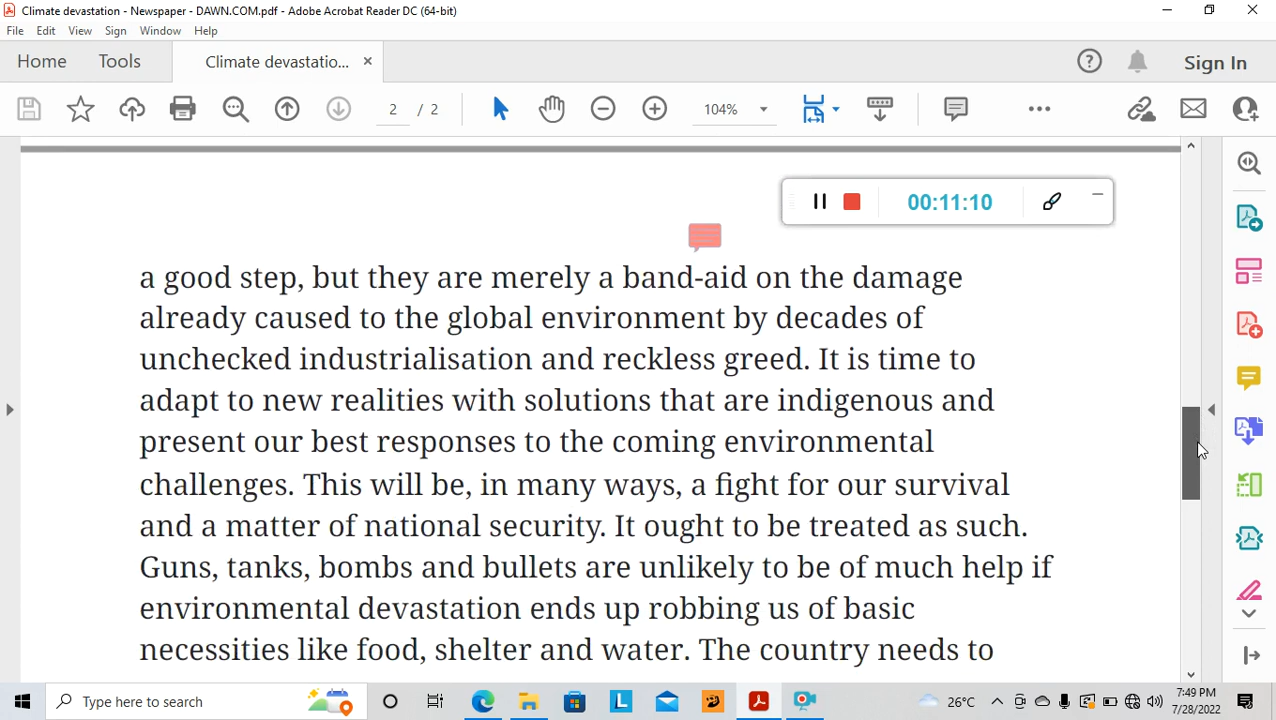 Climate devastation - Newspaper - DAWN.COM.pdf - Adobe Acrobat Reader DC (64-bit)
File Edit View Sign Window Help
Home Tools Climate devastatio... × Sign In
2 / 2 104%
00:11:10
a good step, but they are merely a band-aid on the damage
already caused to the global environment by decades of
unchecked industrialisation and reckless greed. It is time to
adapt to new realities with solutions that are indigenous and
present our best responses to the coming environmental
challenges. This will be, in many ways, a fight for our survival
and a matter of national security. It ought to be treated as such.
Guns, tanks, bombs and bullets are unlikely to be of much help if
environmental devastation ends up robbing us of basic
necessities like food, shelter and water. The country needs to
Type here to search
26°C
7:49 PM
7/28/2022